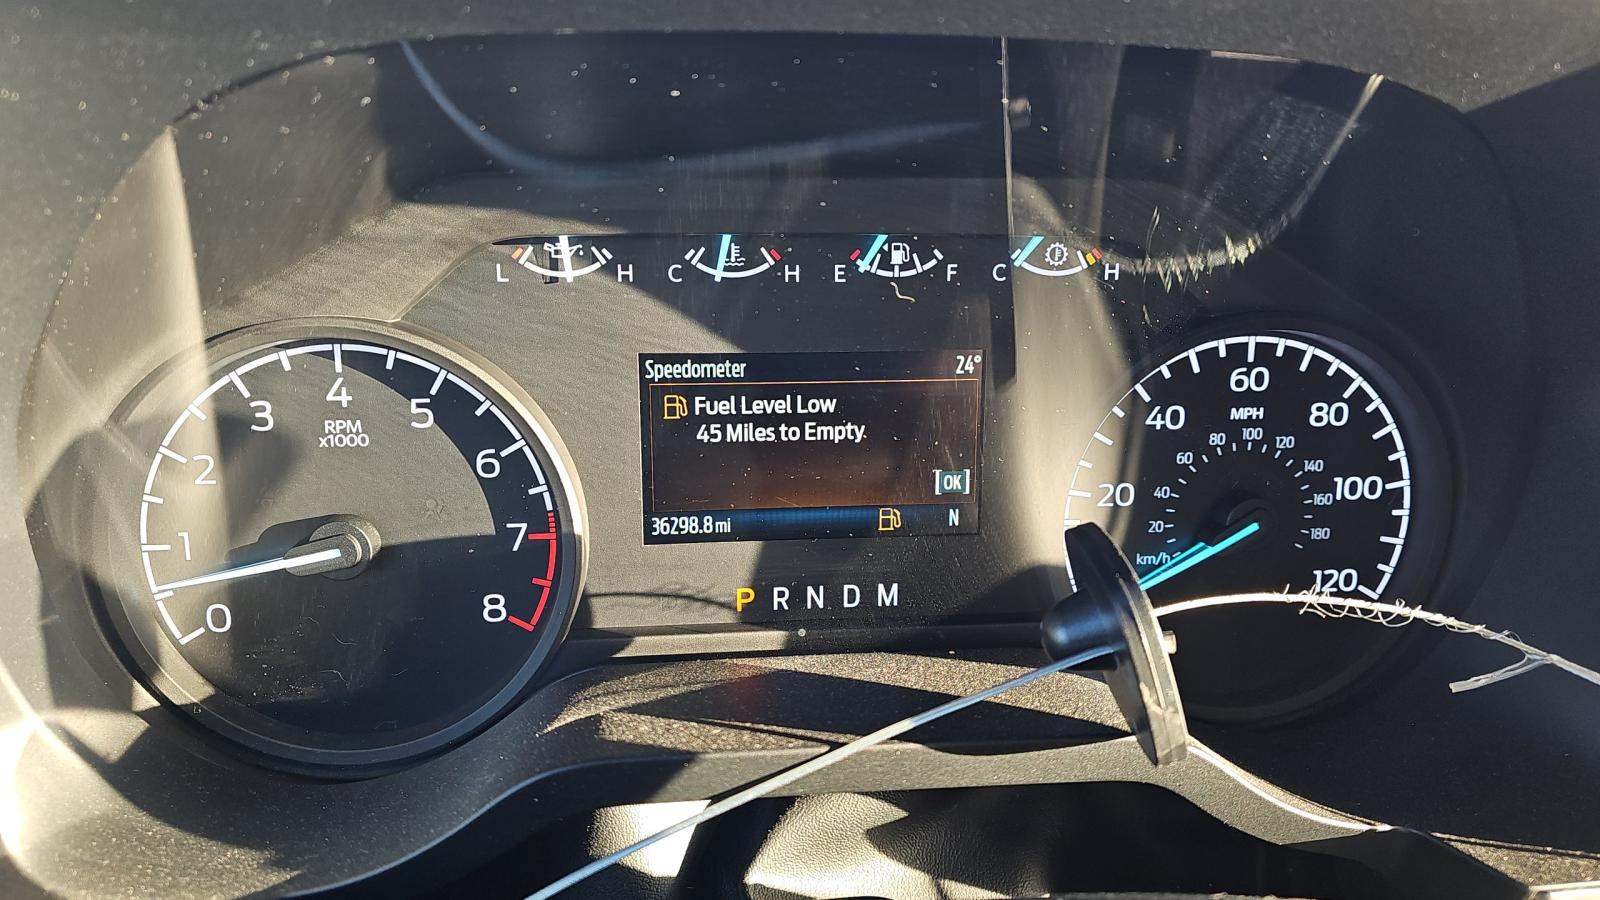 L H C H E F C H
Speedometer 24°
Fuel Level Low
45 Miles to Empty.
[OK]
36298.8 mi N
P R N D M
0 1 2 3 4 5 6 7 8
RPM
x1000
20 40 60 80 100 120
MPH
20 40 60 80 100 120 140 160 180
km/h